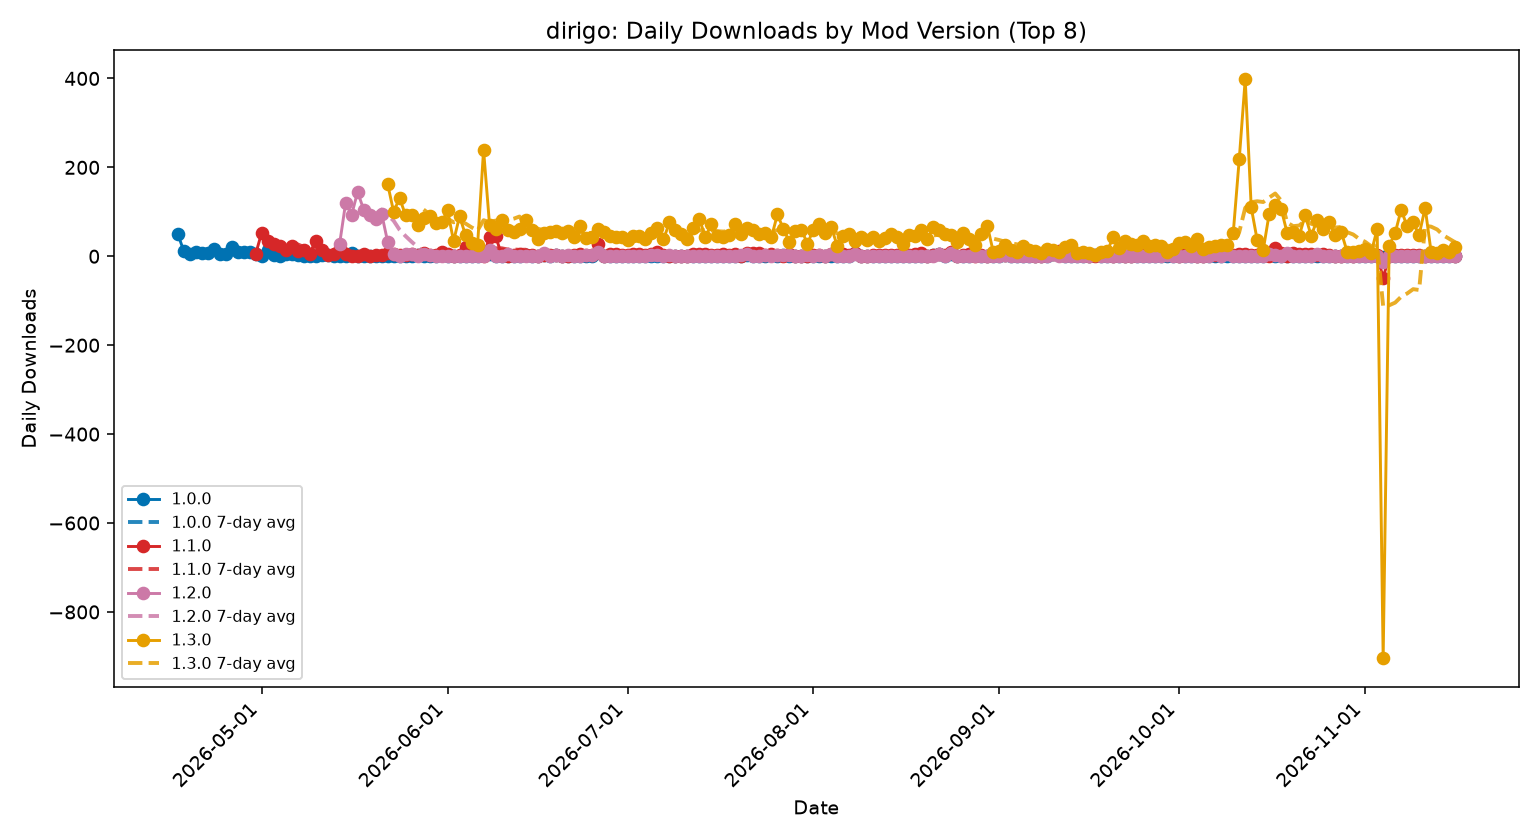 dirigo: Daily Downloads by Mod Version (Top 8)
Daily Downloads
400
200
0
−200
−400
−600
−800
1.0.0
1.0.0 7-day avg
1.1.0
1.1.0 7-day avg
1.2.0
1.2.0 7-day avg
1.3.0
1.3.0 7-day avg
2026-05-01
2026-06-01
2026-07-01
2026-08-01
2026-09-01
2026-10-01
2026-11-01
Date